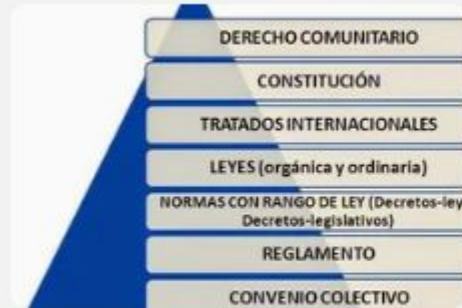 DERECHO COMUNITARIO
CONSTITUCIÓN
TRATADOS INTERNACIONALES
LEYES (orgánica y ordinaria)
NORMAS CON RANGO DE LEY (Decretos-ley
Decretos-legislativos)
REGLAMENTO
CONVENIO COLECTIVO